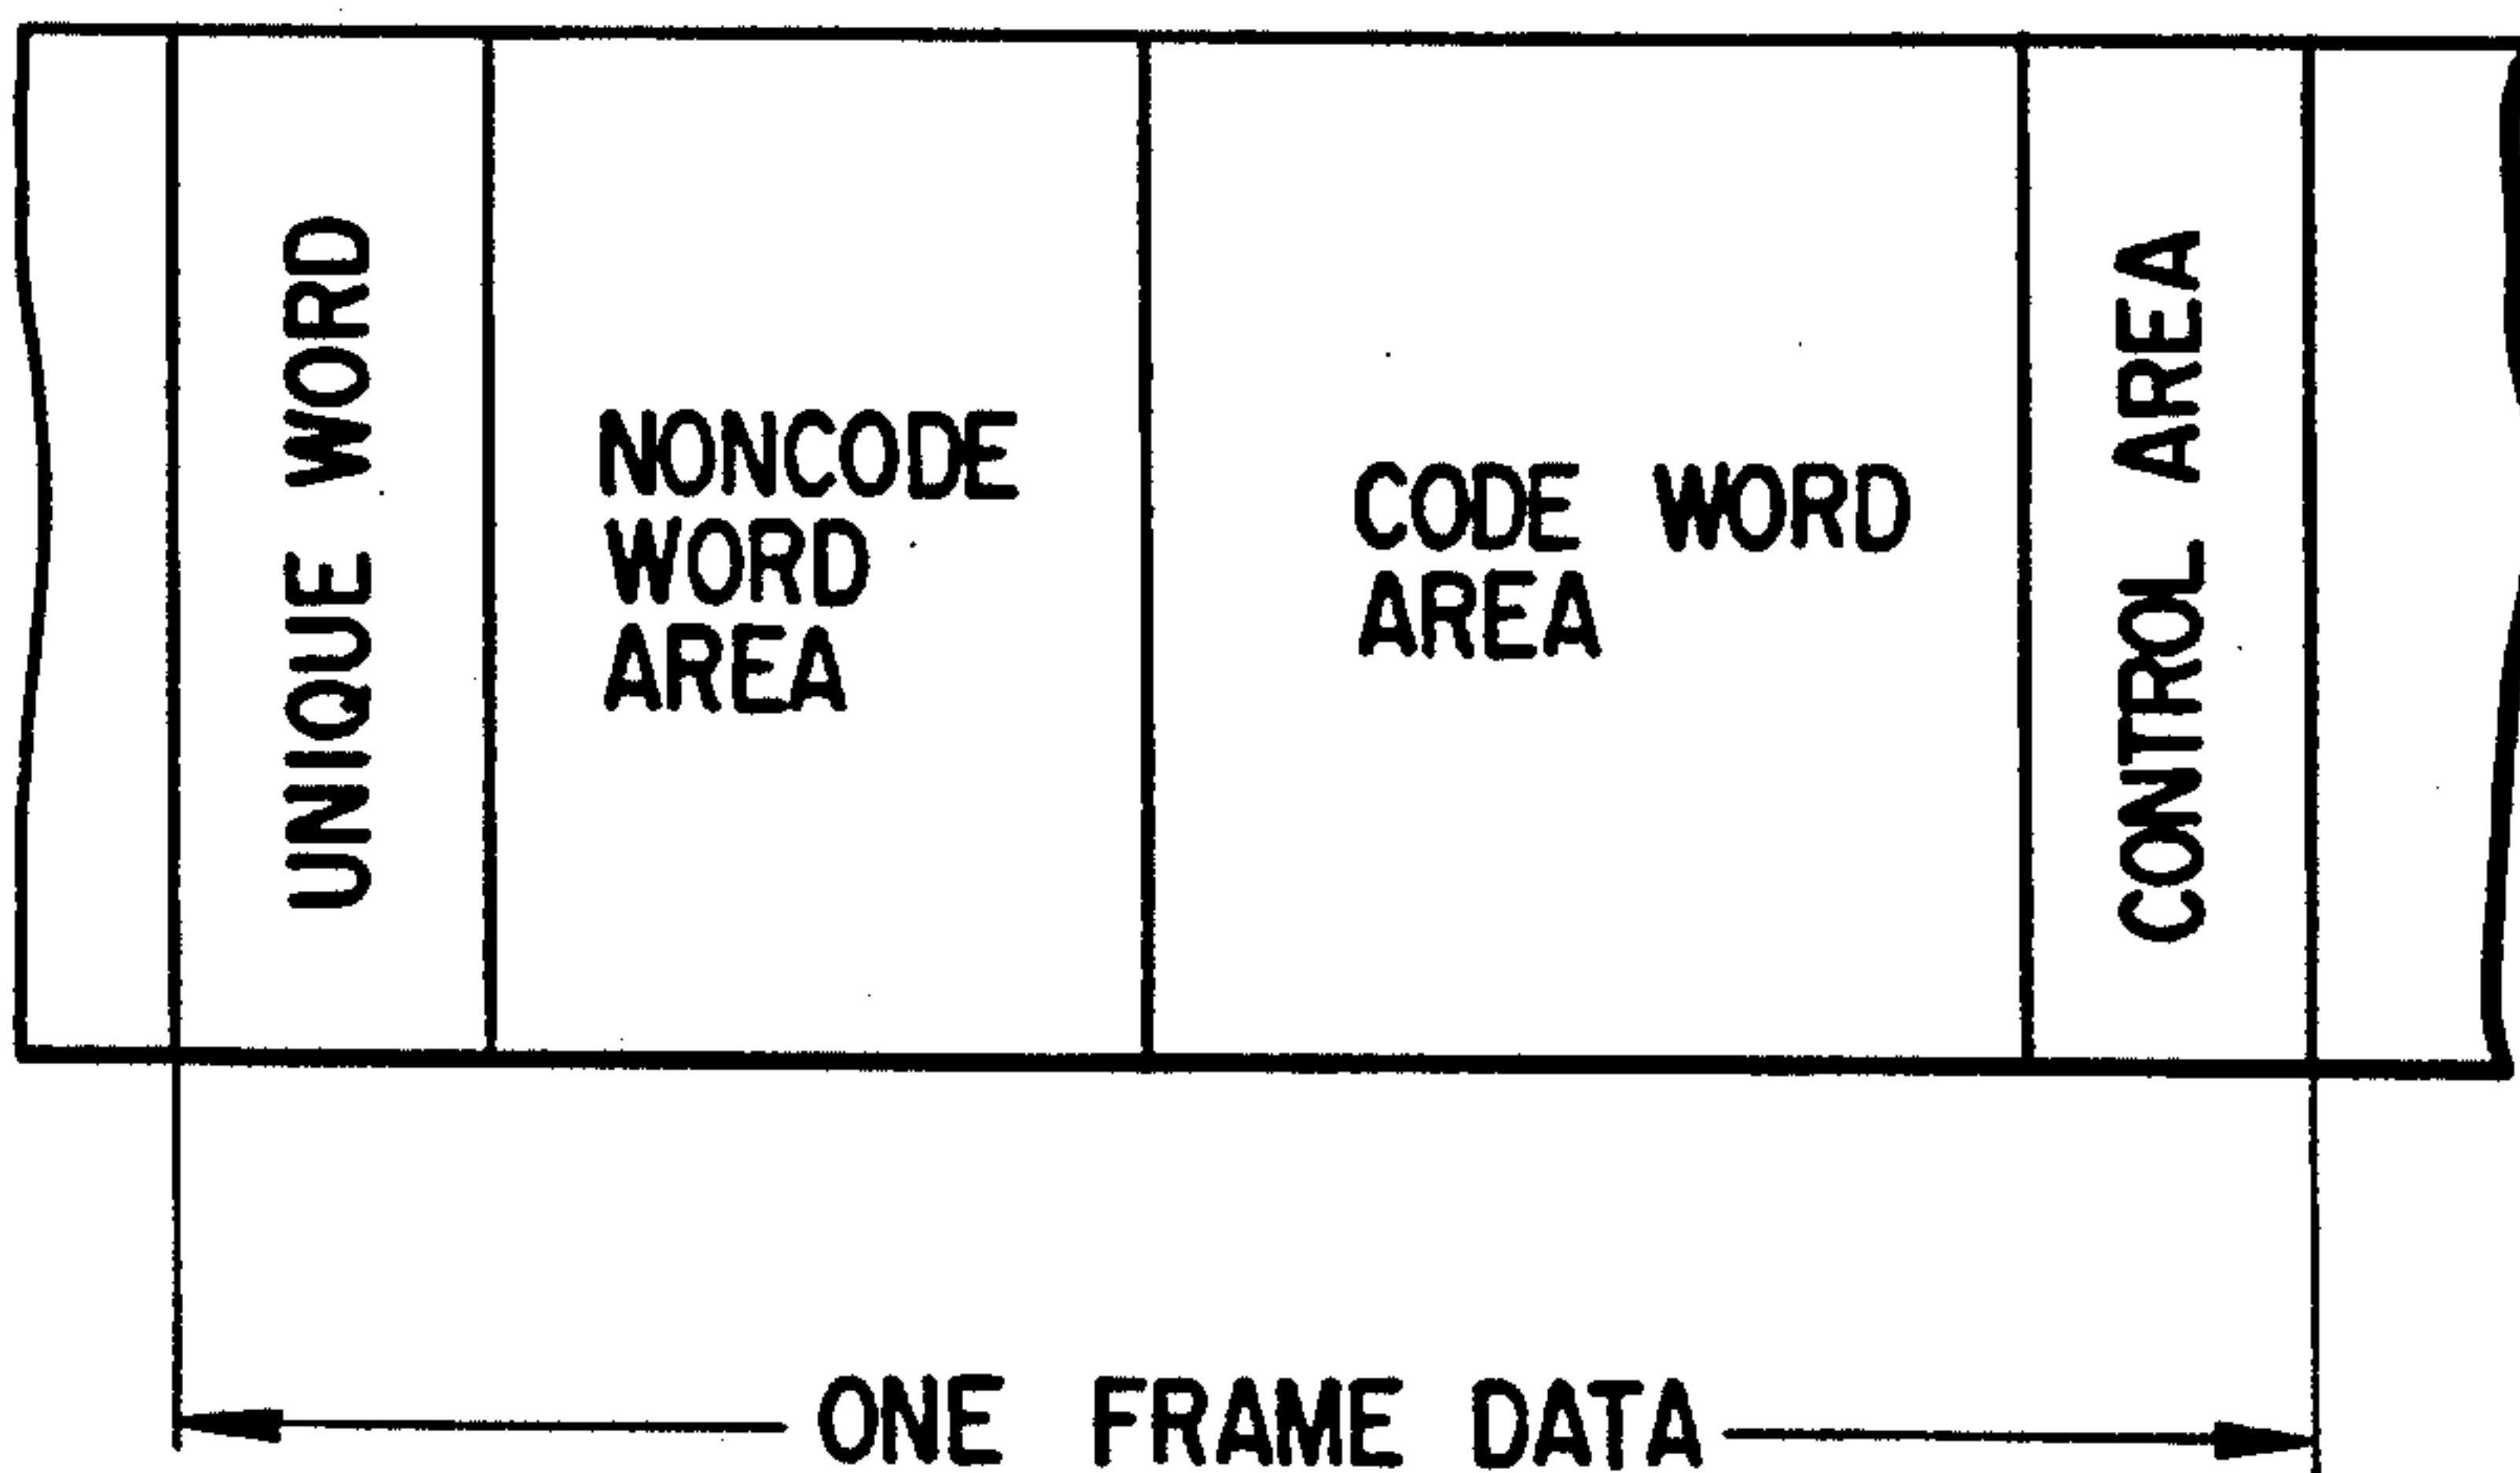 UNIQUE WORD
NONCODE
WORD
AREA
CODE WORD
AREA
CONTROL AREA
ONE FRAME DATA